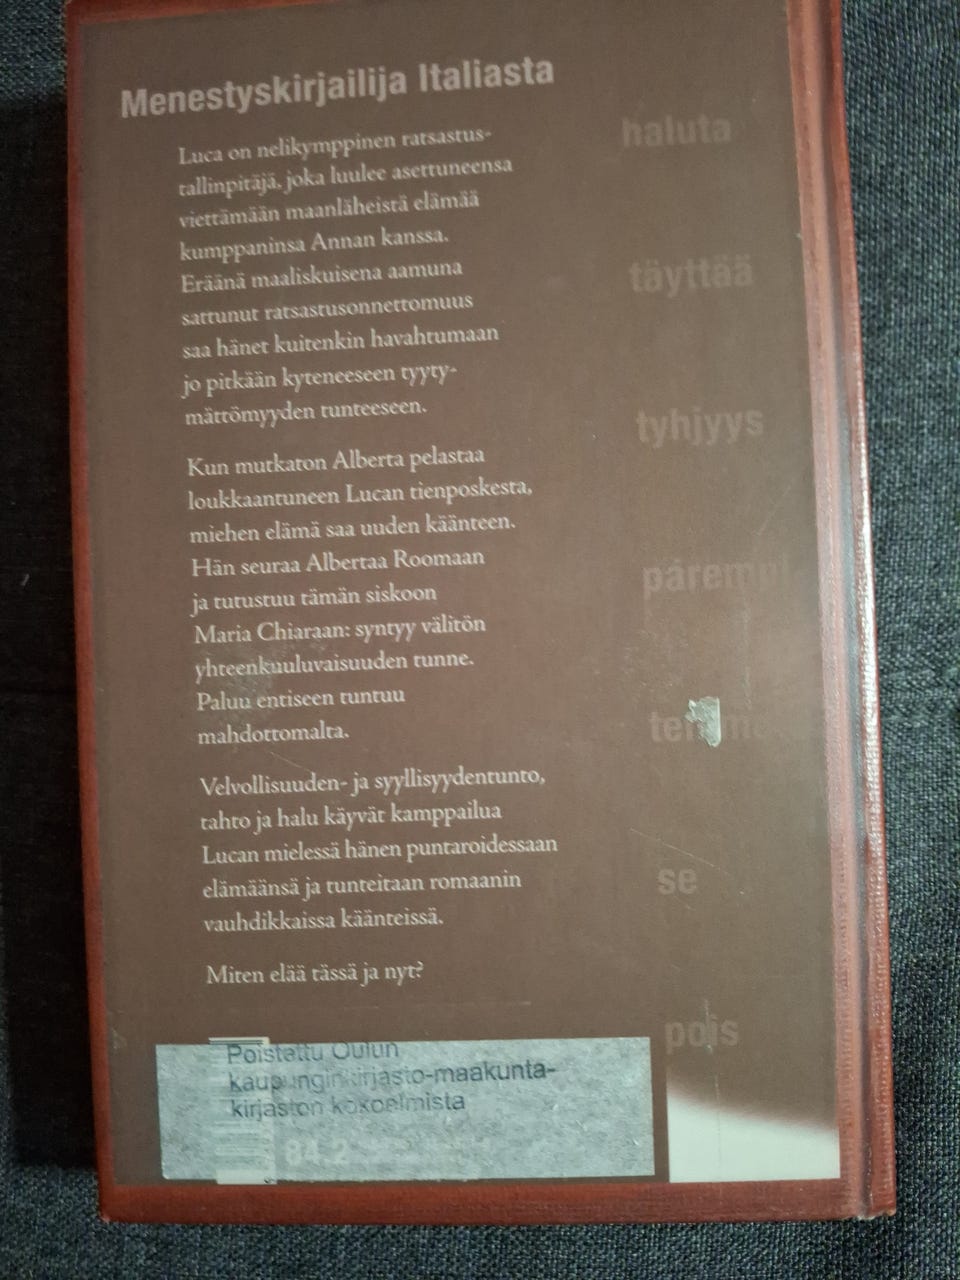 Menestyskirjailija Italiasta
Luca on nelikymppinen ratsastus-
tallinpitäjä, joka luulee asettuneensa
viettämään maanläheistä elämää
kumppaninsa Annan kanssa.
Eräänä maaliskuisena aamuna
sattunut ratsastusonnettomuus
saa hänet kuitenkin havahtumaan
jo pitkään kyteneeseen tyyty-
mättömyyden tunteeseen.
Kun mutkaton Alberta pelastaa
loukkaantuneen Lucan tienposkesta,
miehen elämä saa uuden käänteen.
Hän seuraa Albertaa Roomaan
ja tutustuu tämän siskoon
Maria Chiaraan: syntyy välitön
yhteenkuuluvaisuuden tunne.
Paluu entiseen tuntuu
mahdottomalta.
Velvollisuuden- ja syyllisyydentunto,
tahto ja halu käyvät kamppailua
Lucan mielessä hänen puntaroidessaan
elämäänsä ja tunteitaan romaanin
vauhdikkaissa käänteissä.
Miten elää tässä ja nyt?
haluta
täyttää
tyhjyys
parempi
se
pois
Poistettu Oulun
kaupunginkirjasto-maakunta-
kirjaston kokoelmista
84.2